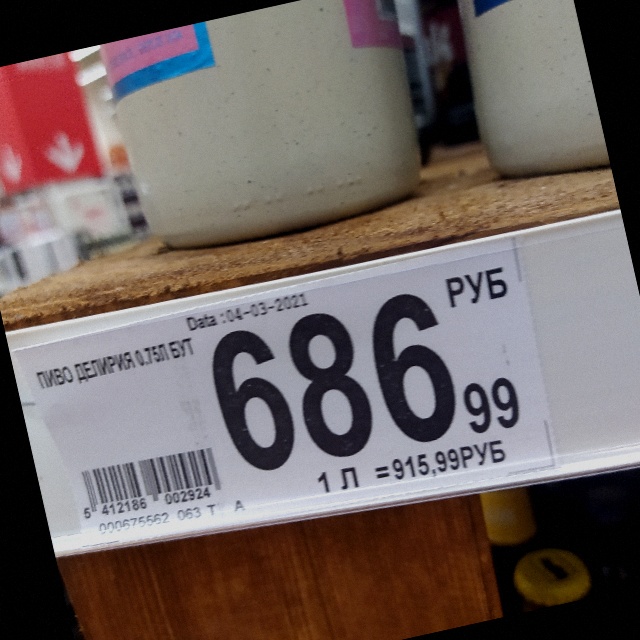 Data :04-03-2021
ПИВО ДЕЛИРИЯ 0.75Л БУТ
686 99 РУБ
1 Л =915,99РУБ
5 412186 002924
000675562 063 Т А